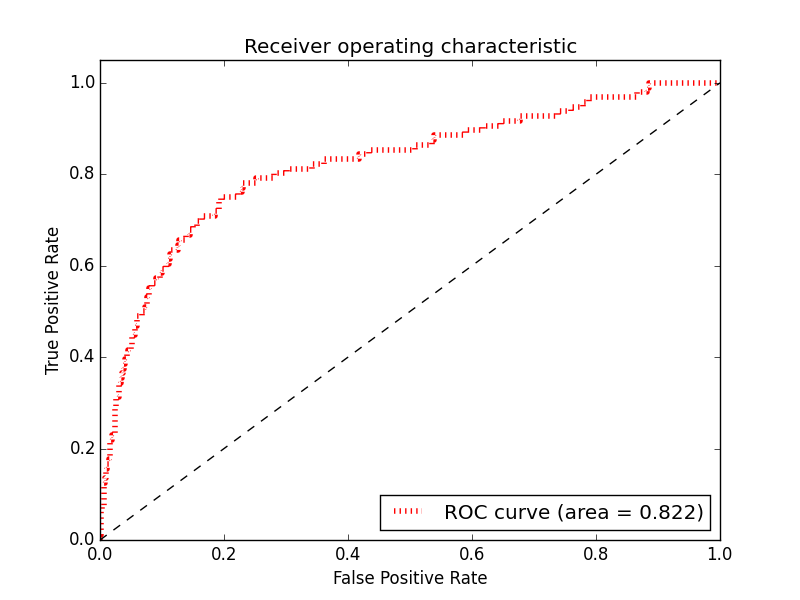 Receiver operating characteristic
True Positive Rate
1.0
0.8
0.6
0.4
0.2
0.0
ROC curve (area = 0.822)
0.0 0.2 0.4 0.6 0.8 1.0
False Positive Rate